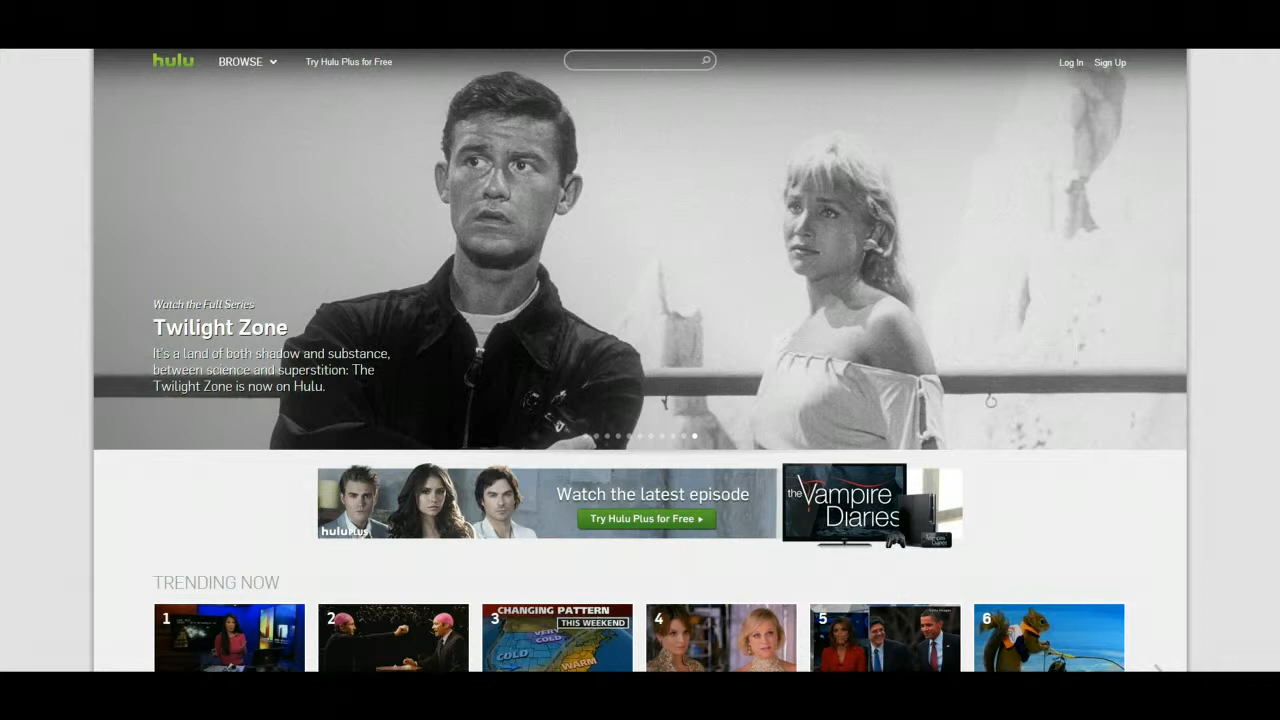 hulu BROWSE Try Hulu Plus for Free Log In Sign Up
Watch the Full Series
Twilight Zone
It's a land of both shadow and substance,
between science and superstition: The
Twilight Zone is now on Hulu.
Watch the latest episode
Try Hulu Plus for Free
huluPLUS
the Vampire
Diaries
TRENDING NOW
1 2 3 4 5 6
CHANGING PATTERN
THIS WEEKEND
VERY
COLD
COLD
WARM